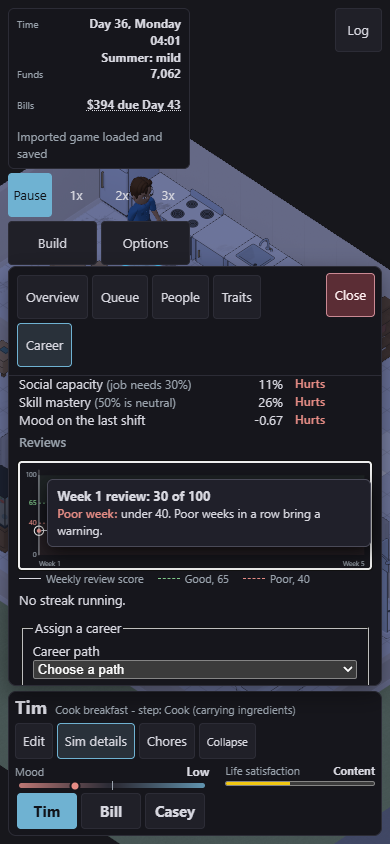 Time
Day 36, Monday
04:01
Summer: mild
Funds
7,062
Bills
$394 due Day 43
Imported game loaded and
saved
Log
Pause
1x
2x
3x
Build
Options
Overview
Queue
People
Traits
Close
Career
Social capacity (job needs 30%) 11% Hurts
Skill mastery (50% is neutral) 26% Hurts
Mood on the last shift -0.67 Hurts
Reviews
100
65
40
0
Week 1
Week 5
Week 1 review: 30 of 100
Poor week: under 40. Poor weeks in a row bring a
warning.
Weekly review score
Good, 65
Poor, 40
No streak running.
Assign a career
Career path
Choose a path
Tim
Cook breakfast - step: Cook (carrying ingredients)
Edit
Sim details
Chores
Collapse
Mood
Low
Life satisfaction
Content
Tim
Bill
Casey